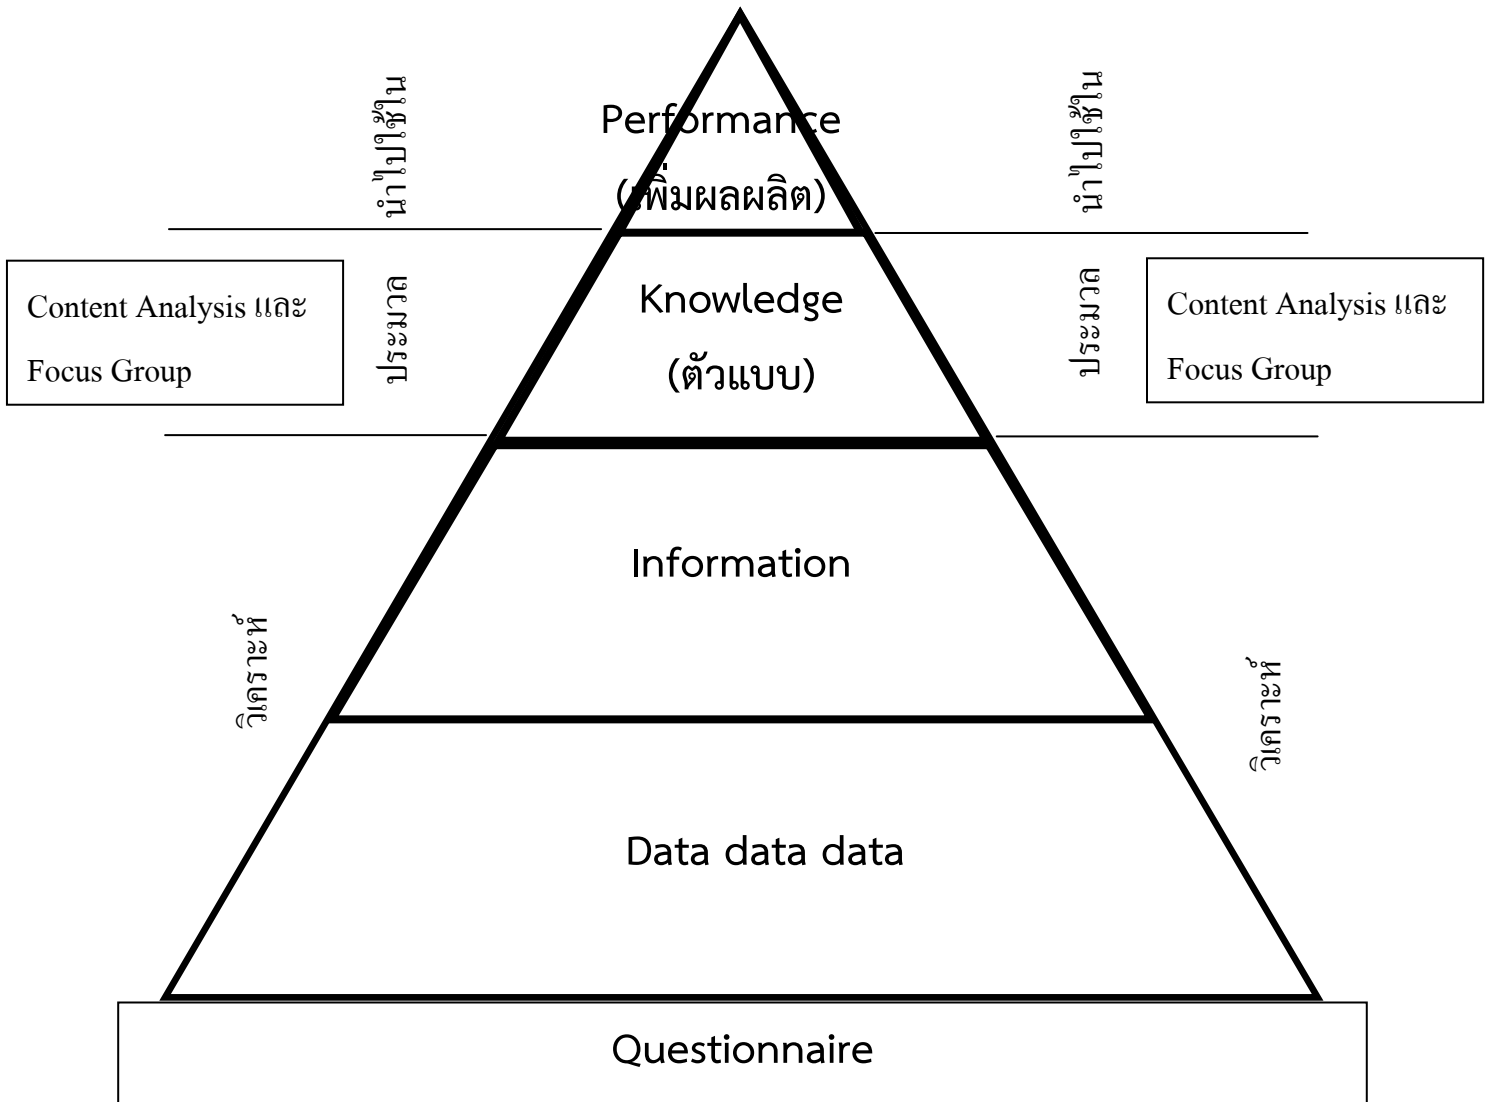 นำไปใช้ใน
Performance
(เพิ่มผลผลิต)
นำไปใช้ใน
Content Analysis และ
Focus Group
ประมวล
Knowledge
(ตัวแบบ)
ประมวล
Content Analysis และ
Focus Group
Information
วิเคราะห์
วิเคราะห์
Data data data
Questionnaire